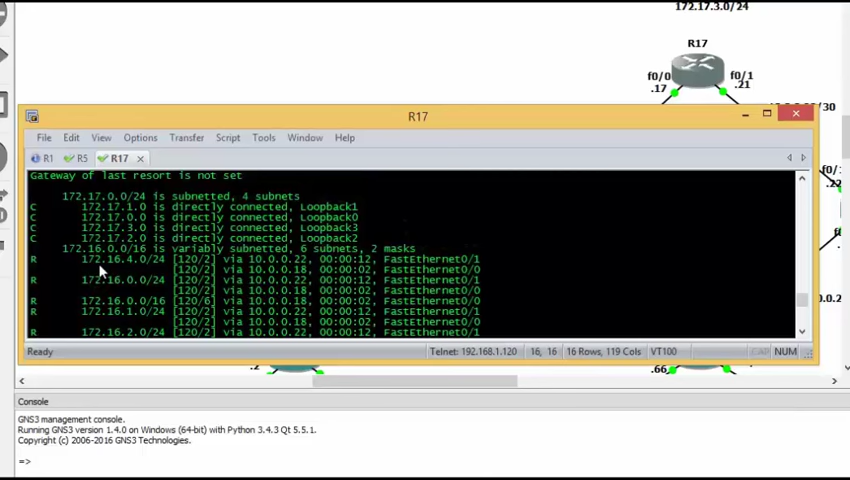 172.17.3.0/24
R17
f0/0
f0/1
.17
.21
R17
File Edit View Options Transfer Script Tools Window Help
R1 R5 R17
Gateway of last resort is not set
172.17.0.0/24 is subnetted, 4 subnets
C 172.17.1.0 is directly connected, Loopback1
C 172.17.0.0 is directly connected, Loopback0
C 172.17.3.0 is directly connected, Loopback3
C 172.17.2.0 is directly connected, Loopback2
172.16.0.0/16 is variably subnetted, 6 subnets, 2 masks
R 172.16.4.0/24 [120/2] via 10.0.0.22, 00:00:12, FastEthernet0/1
[120/2] via 10.0.0.18, 00:00:02, FastEthernet0/0
R 172.16.0.0/24 [120/2] via 10.0.0.22, 00:00:12, FastEthernet0/1
[120/2] via 10.0.0.18, 00:00:02, FastEthernet0/0
R 172.16.0.0/16 [120/6] via 10.0.0.18, 00:00:02, FastEthernet0/0
R 172.16.1.0/24 [120/2] via 10.0.0.22, 00:00:12, FastEthernet0/1
[120/2] via 10.0.0.18, 00:00:02, FastEthernet0/0
R 172.16.2.0/24 [120/2] via 10.0.0.22, 00:00:12, FastEthernet0/1
Ready Telnet: 192.168.1.120 16, 16 16 Rows, 119 Cols VT100 CAP NUM
.22
0.0.2
.2
.66
Console
GNS3 management console.
Running GNS3 version 1.4.0 on Windows (64-bit) with Python 3.4.3 Qt 5.5.1.
Copyright (c) 2006-2016 GNS3 Technologies.
=>